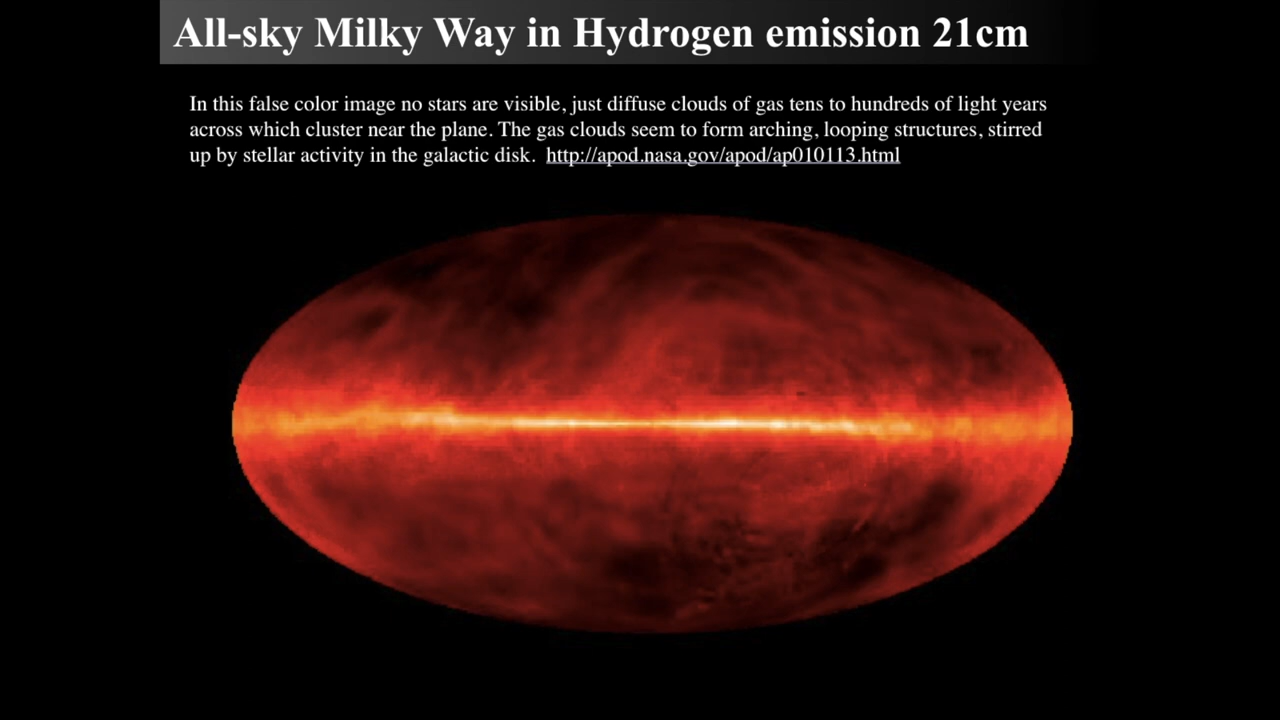 All-sky Milky Way in Hydrogen emission 21cm
In this false color image no stars are visible, just diffuse clouds of gas tens to hundreds of light years
across which cluster near the plane. The gas clouds seem to form arching, looping structures, stirred
up by stellar activity in the galactic disk.  http://apod.nasa.gov/apod/ap010113.html